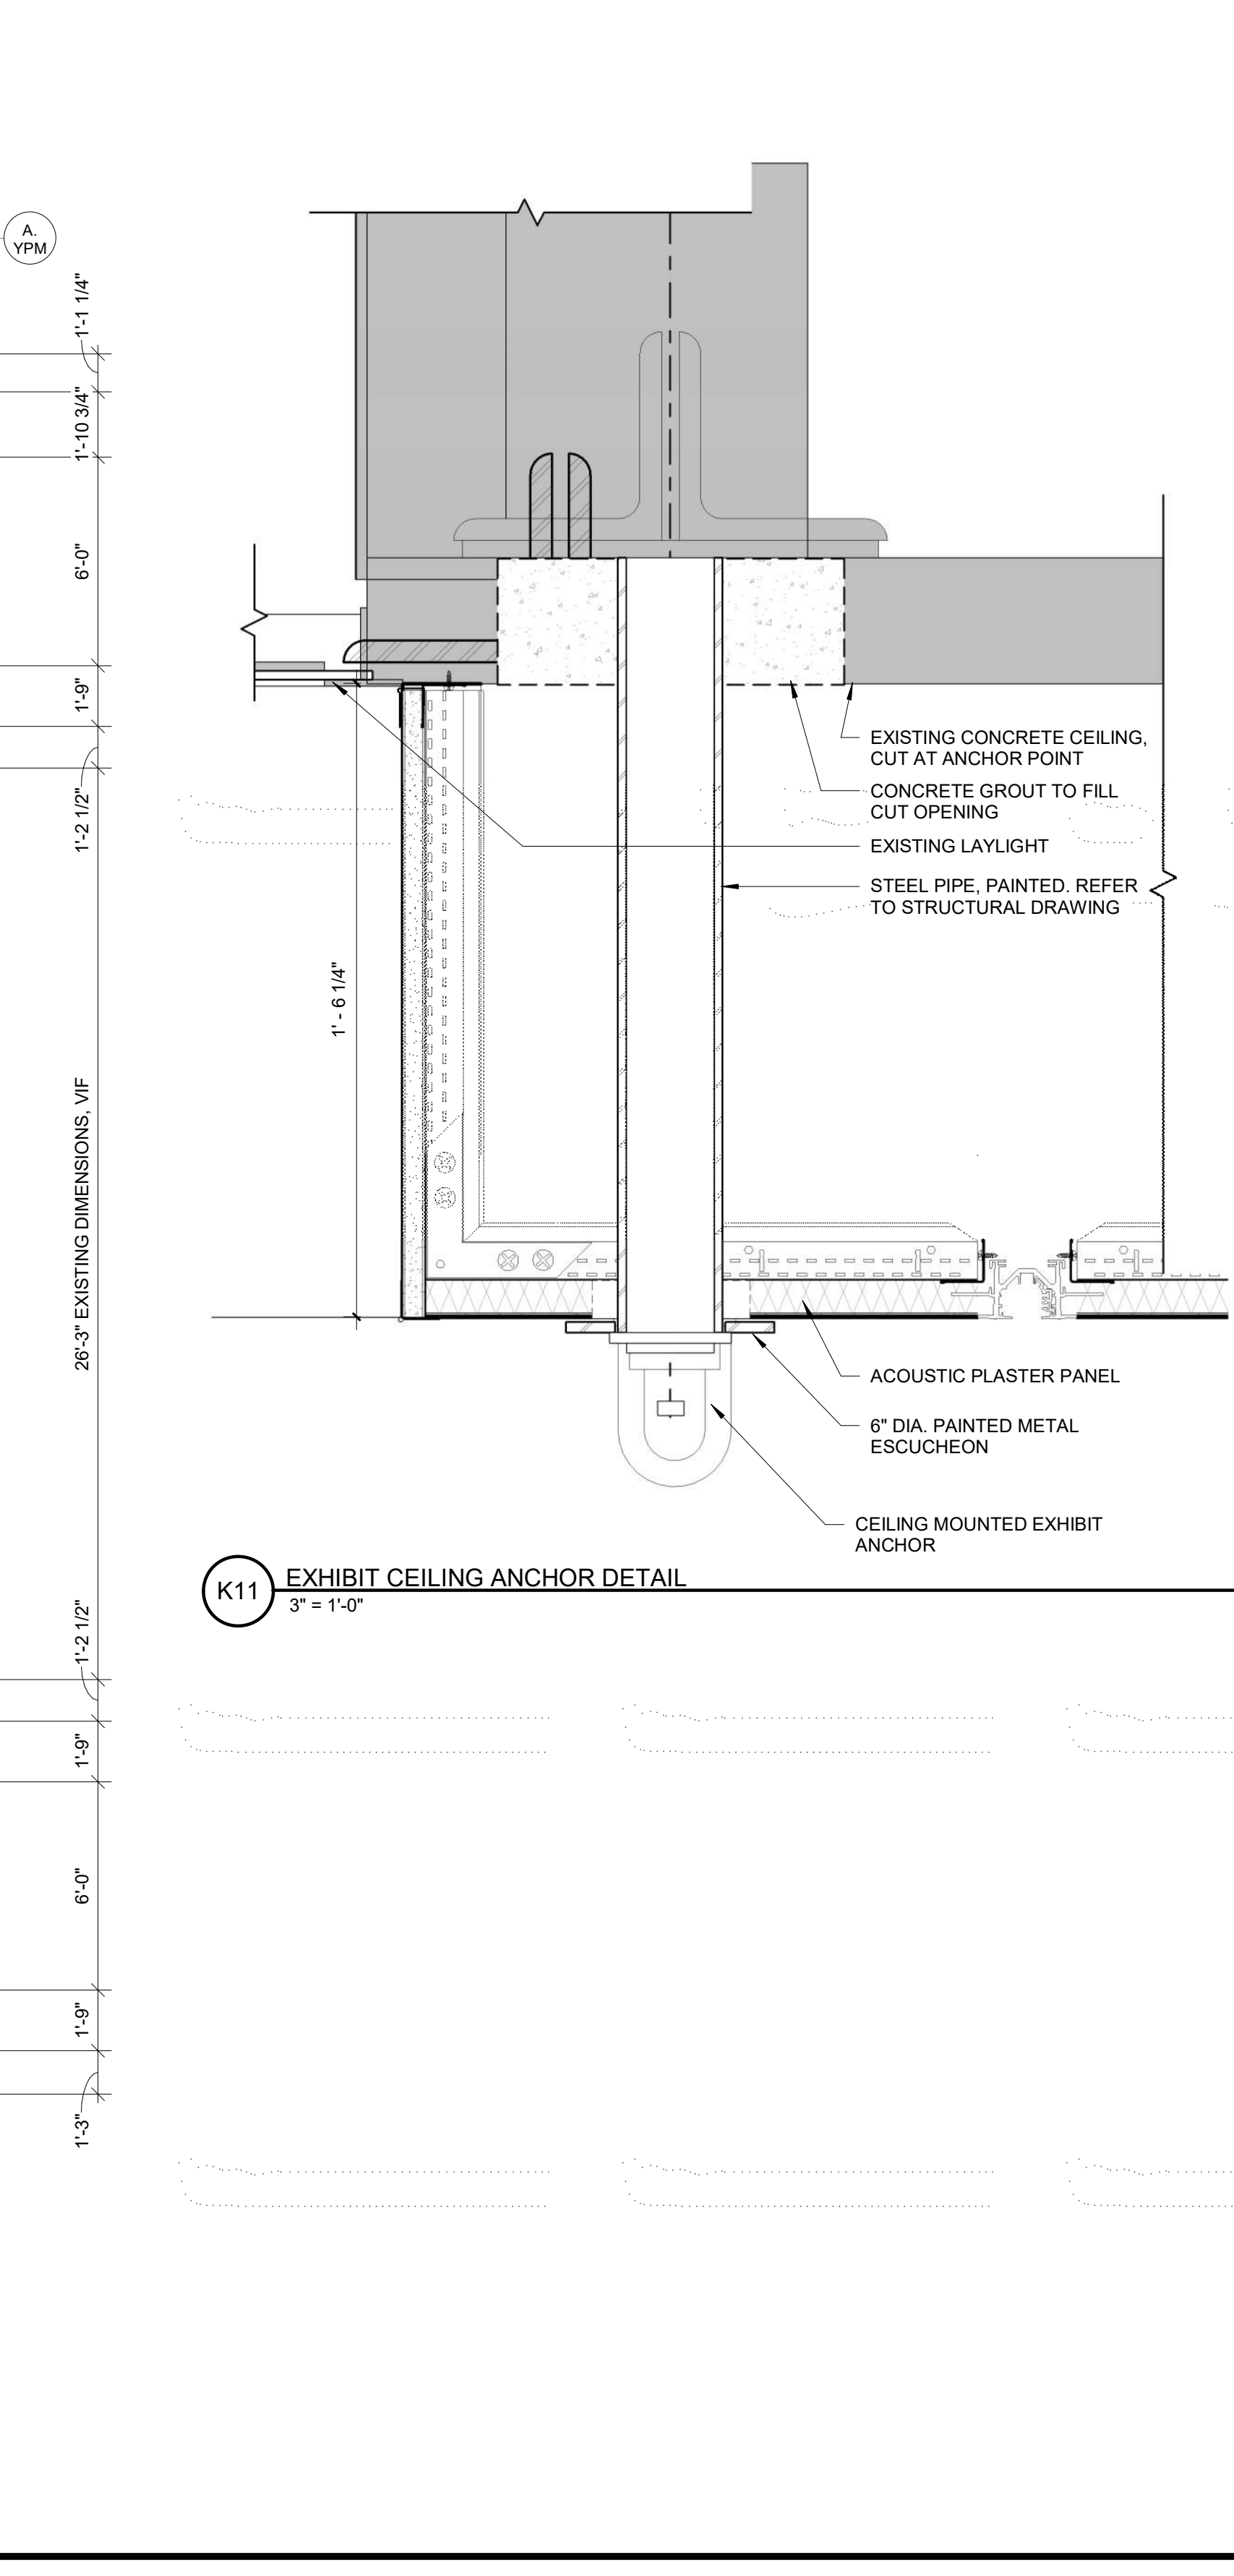 A.
YPM
1'-1 1/4"
1'-10 3/4"
6'-0"
1'-9"
1'-2 1/2"
26'-3" EXISTING DIMENSIONS, VIF
1'-2 1/2"
1'-9"
6'-0"
1'-9"
1'-3"
1' - 6 1/4"
EXISTING CONCRETE CEILING,
CUT AT ANCHOR POINT
CONCRETE GROUT TO FILL
CUT OPENING
EXISTING LAYLIGHT
STEEL PIPE, PAINTED. REFER
TO STRUCTURAL DRAWING
ACOUSTIC PLASTER PANEL
6" DIA. PAINTED METAL
ESCUCHEON
CEILING MOUNTED EXHIBIT
ANCHOR
K11
EXHIBIT CEILING ANCHOR DETAIL
3" = 1'-0"